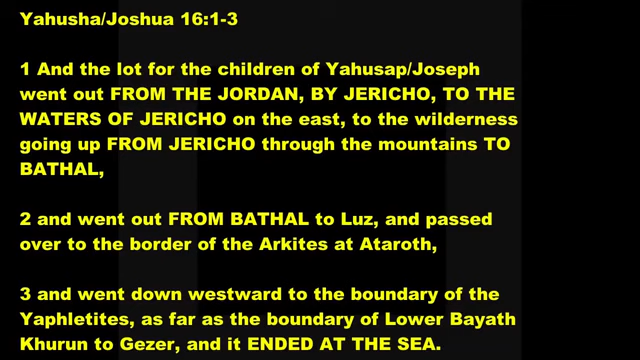 Yahusha/Joshua 16:1-3
1 And the lot for the children of Yahusap/Joseph
went out FROM THE JORDAN, BY JERICHO, TO THE
WATERS OF JERICHO on the east, to the wilderness
going up FROM JERICHO through the mountains TO
BATHAL,
2 and went out FROM BATHAL to Luz, and passed
over to the border of the Arkites at Ataroth,
3 and went down westward to the boundary of the
Yaphletites, as far as the boundary of Lower Bayath
Khurun to Gezer, and it ENDED AT THE SEA.